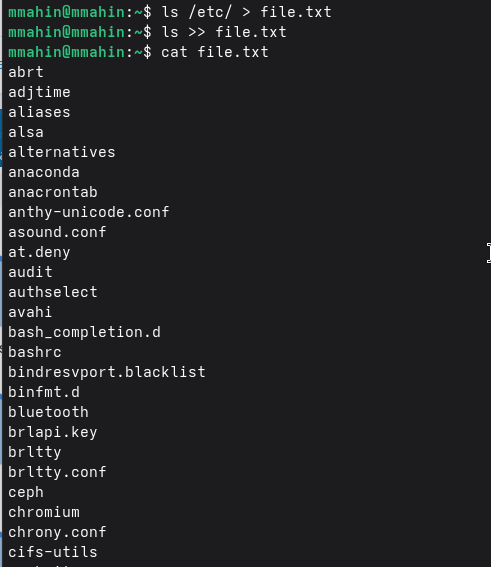 mmahin@mmahin:~$ ls /etc/ > file.txt
mmahin@mmahin:~$ ls >> file.txt
mmahin@mmahin:~$ cat file.txt
abrt
adjtime
aliases
alsa
alternatives
anaconda
anacrontab
anthy-unicode.conf
asound.conf
at.deny
audit
authselect
avahi
bash_completion.d
bashrc
bindresvport.blacklist
binfmt.d
bluetooth
brlapi.key
brltty
brltty.conf
ceph
chromium
chrony.conf
cifs-utils